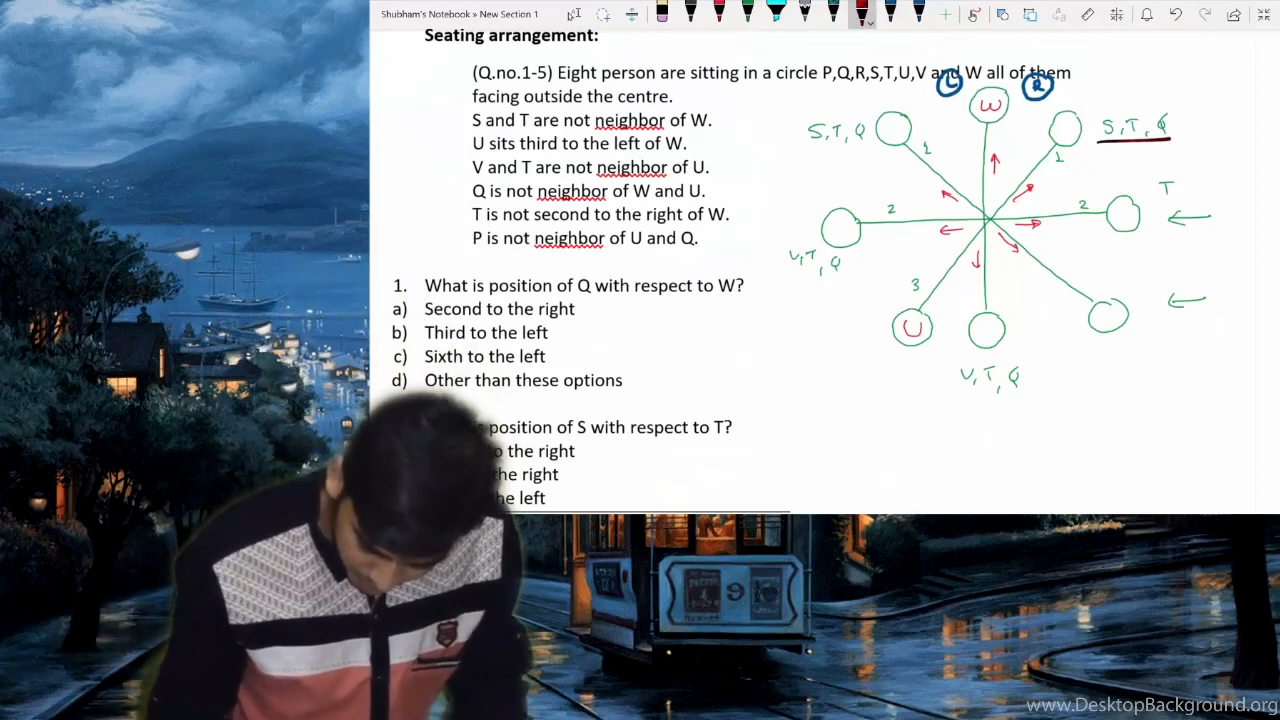 Shubham's Notebook » New Section 1
Seating arrangement:
(Q.no.1-5) Eight person are sitting in a circle P,Q,R,S,T,U,V and W all of them
facing outside the centre.
S and T are not neighbor of W.
U sits third to the left of W.
V and T are not neighbor of U.
Q is not neighbor of W and U.
T is not second to the right of W.
P is not neighbor of U and Q.
1. What is position of Q with respect to W?
a) Second to the right
b) Third to the left
c) Sixth to the left
d) Other than these options
position of S with respect to T?
to the right
the right
he left
L
R
W
S, T, Q
S, T, Q
1
1
2
2
T
V, T, Q
3
U
V, T, Q
9
www.DesktopBackground.org